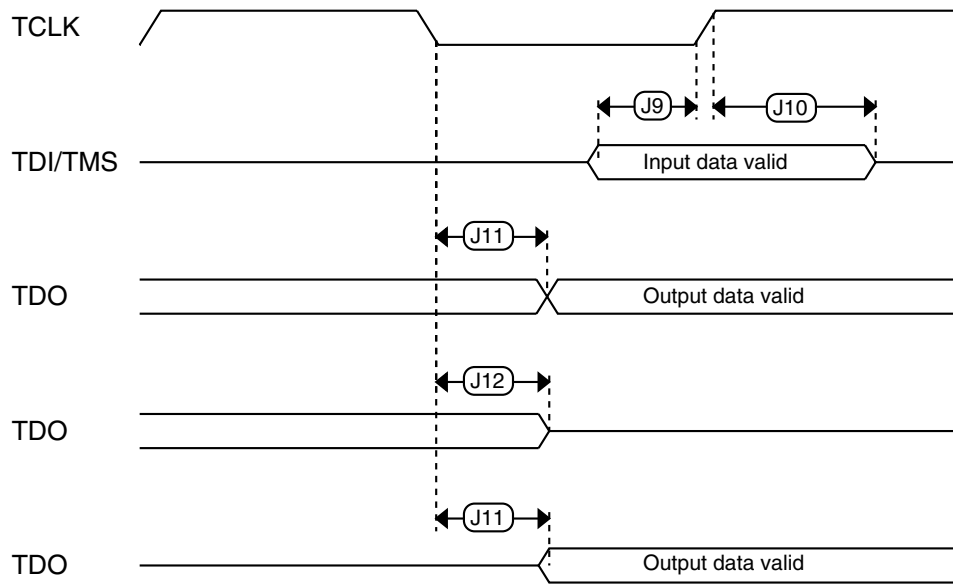 TCLK
J9
J10
TDI/TMS
Input data valid
J11
TDO
Output data valid
J12
TDO
J11
TDO
Output data valid